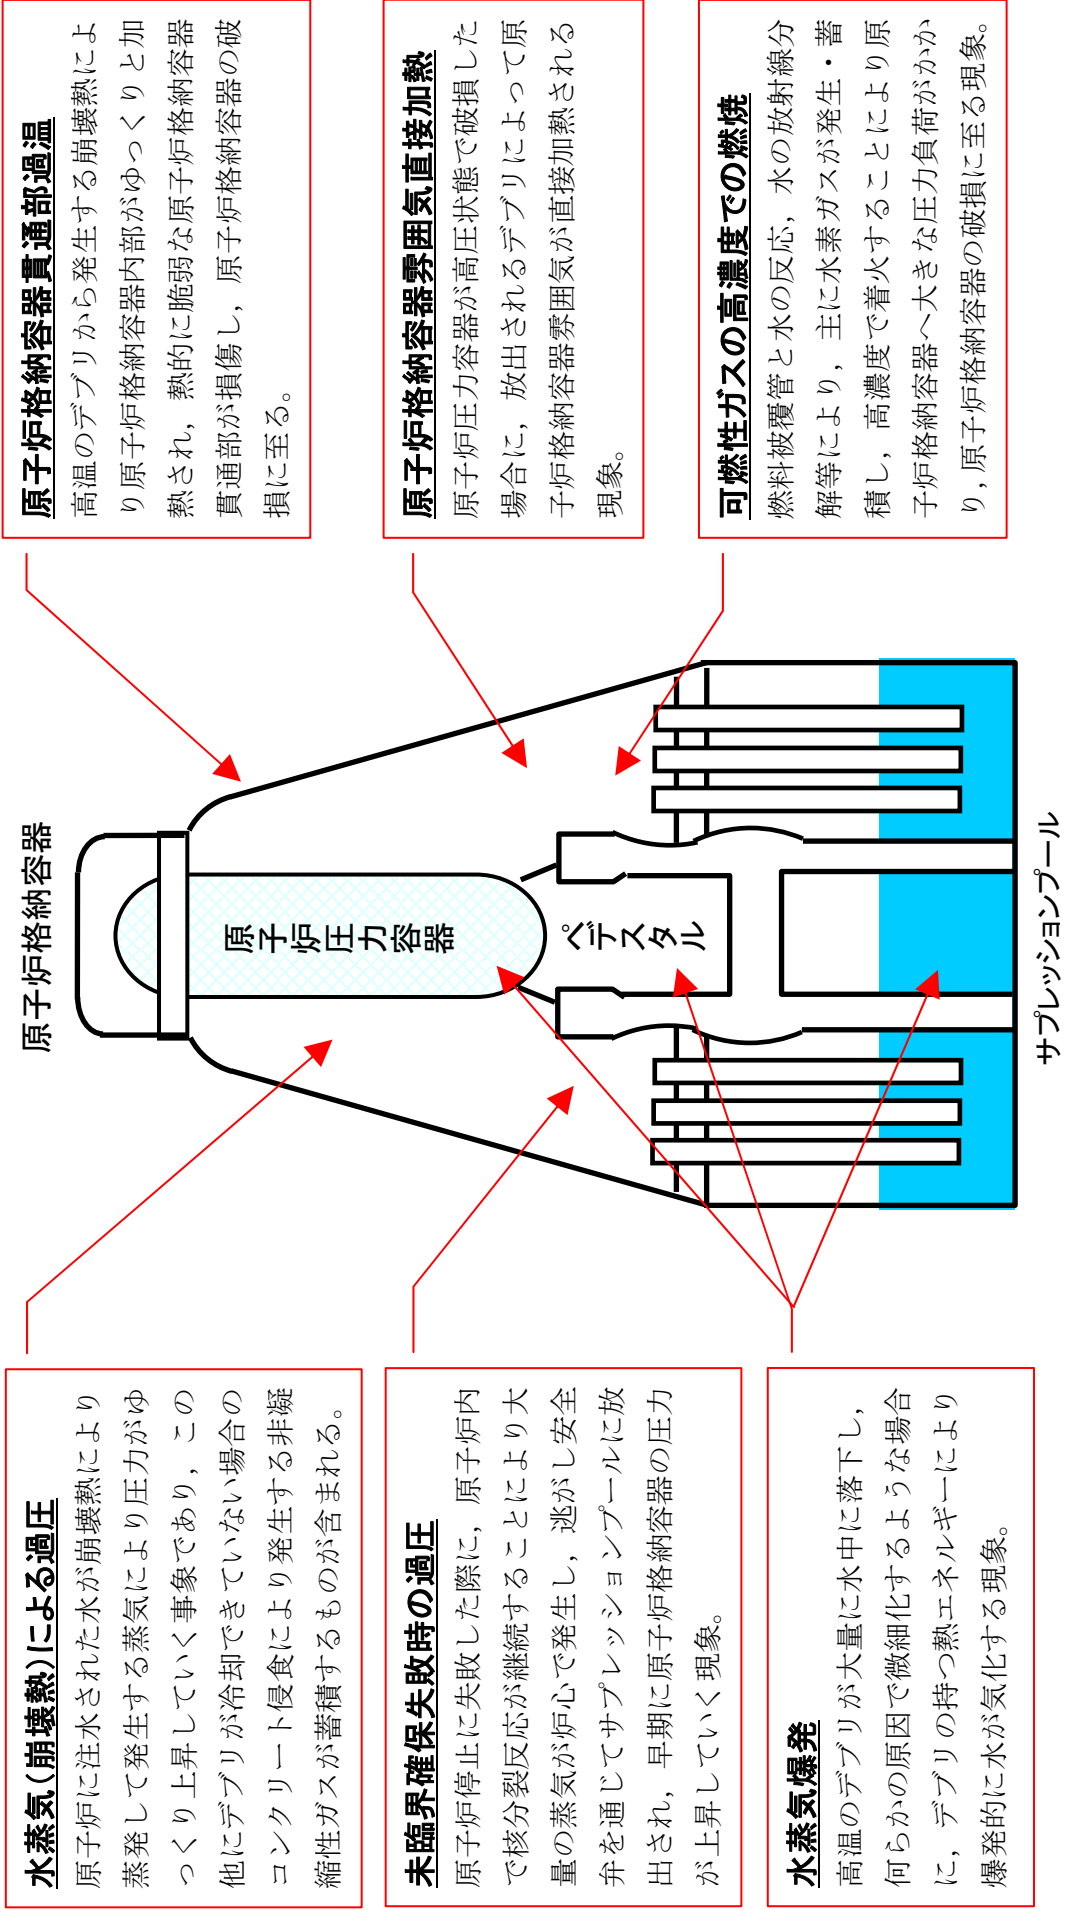 水蒸気(崩壊熱)による過圧
原子炉に注水された水が崩壊熱により
蒸発して発生する蒸気により圧力がゆ
っくり上昇していく事象であり，この
他にデブリが冷却できていない場合の
コンクリート侵食により発生する非凝
縮性ガスが蓄積するものが含まれる。
未臨界確保失敗時の過圧
原子炉停止に失敗した際に，原子炉内
で核分裂反応が継続することにより大
量の蒸気が炉心で発生し，逃がし安全
弁を通じてサプレッションプールに放
出され，早期に原子炉格納容器の圧力
が上昇していく現象。
水蒸気爆発
高温のデブリが大量に水中に落下し，
何らかの原因で微細化するような場合
に，デブリの持つ熱エネルギーにより
爆発的に水が気化する現象。
原子炉格納容器
原子炉圧力容器
ペデスタル
サプレッションプール
原子炉格納容器貫通部過温
高温のデブリから発生する崩壊熱によ
り原子炉格納容器内部がゆっくりと加
熱され，熱的に脆弱な原子炉格納容器
貫通部が損傷し，原子炉格納容器の破
損に至る。
原子炉格納容器雰囲気直接加熱
原子炉圧力容器が高圧状態で破損した
場合に，放出されるデブリによって原
子炉格納容器雰囲気が直接加熱される
現象。
可燃性ガスの高濃度での燃焼
燃料被覆管と水の反応，水の放射線分
解等により，主に水素ガスが発生・蓄
積し，高濃度で着火することにより原
子炉格納容器へ大きな圧力負荷がかか
り，原子炉格納容器の破損に至る現象。